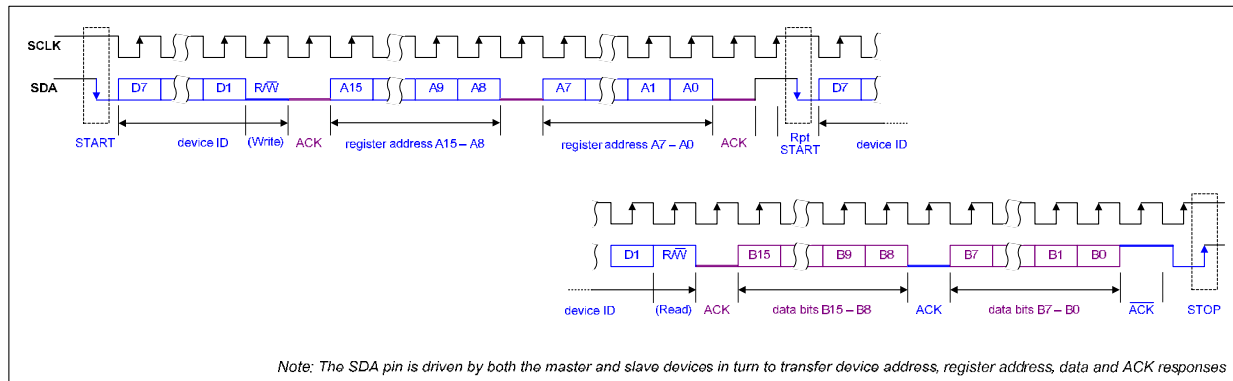 SCLK
SDA D7 D1 R/W̅ A15 A9 A8 A7 A1 A0 D7
START device ID (Write) ACK register address A15 – A8 register address A7 – A0 ACK Rpt START device ID
D1 R/W̅ B15 B9 B8 B7 B1 B0
device ID (Read) ACK data bits B15 – B8 ACK data bits B7 – B0 A̅C̅K̅ STOP
Note: The SDA pin is driven by both the master and slave devices in turn to transfer device address, register address, data and ACK responses